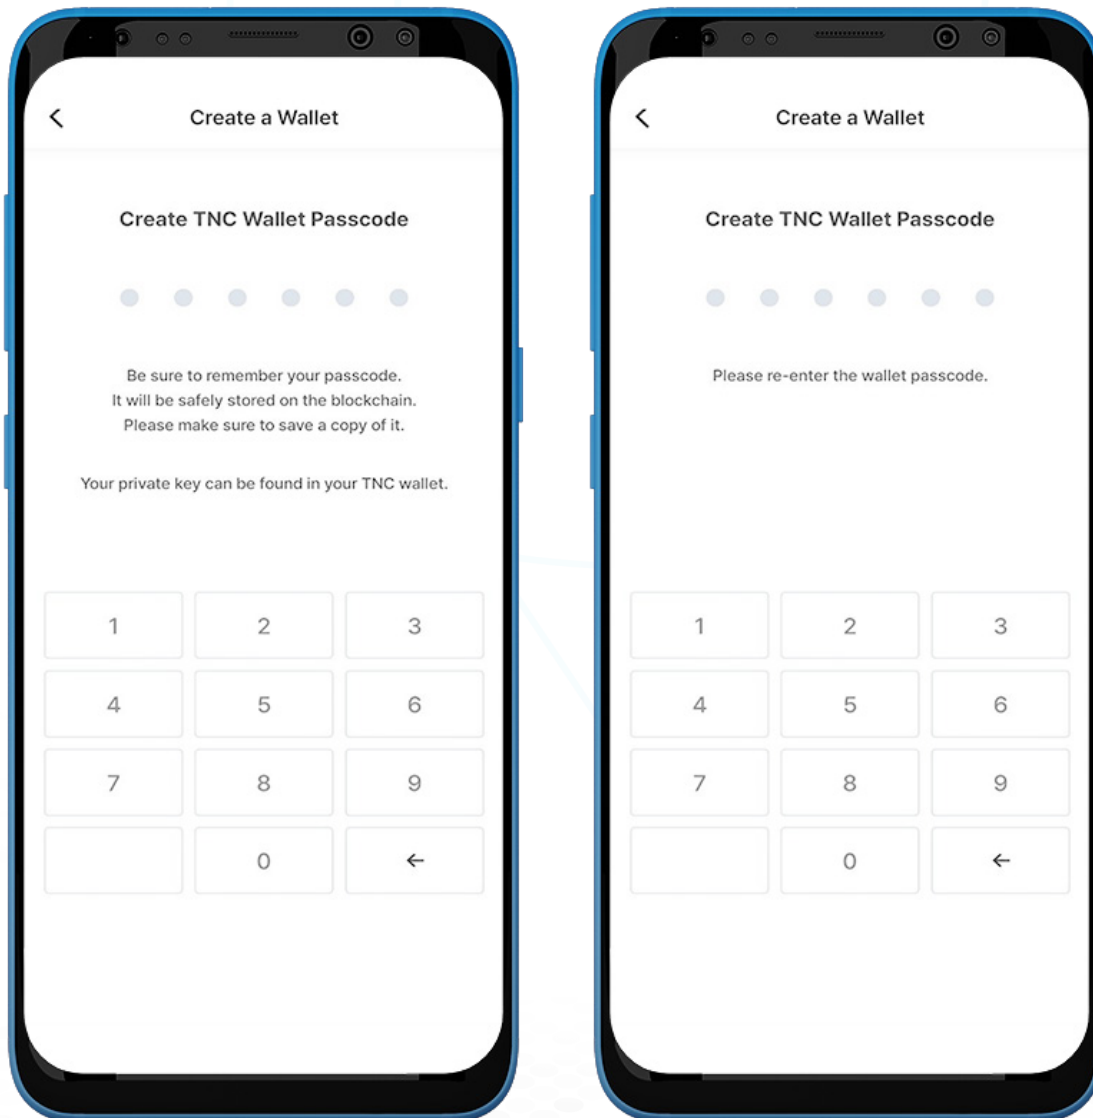 Create a Wallet
Create TNC Wallet Passcode
Be sure to remember your passcode.
It will be safely stored on the blockchain.
Please make sure to save a copy of it.
Your private key can be found in your TNC wallet.
1 2 3
4 5 6
7 8 9
0 ←
Create a Wallet
Create TNC Wallet Passcode
Please re-enter the wallet passcode.
1 2 3
4 5 6
7 8 9
0 ←